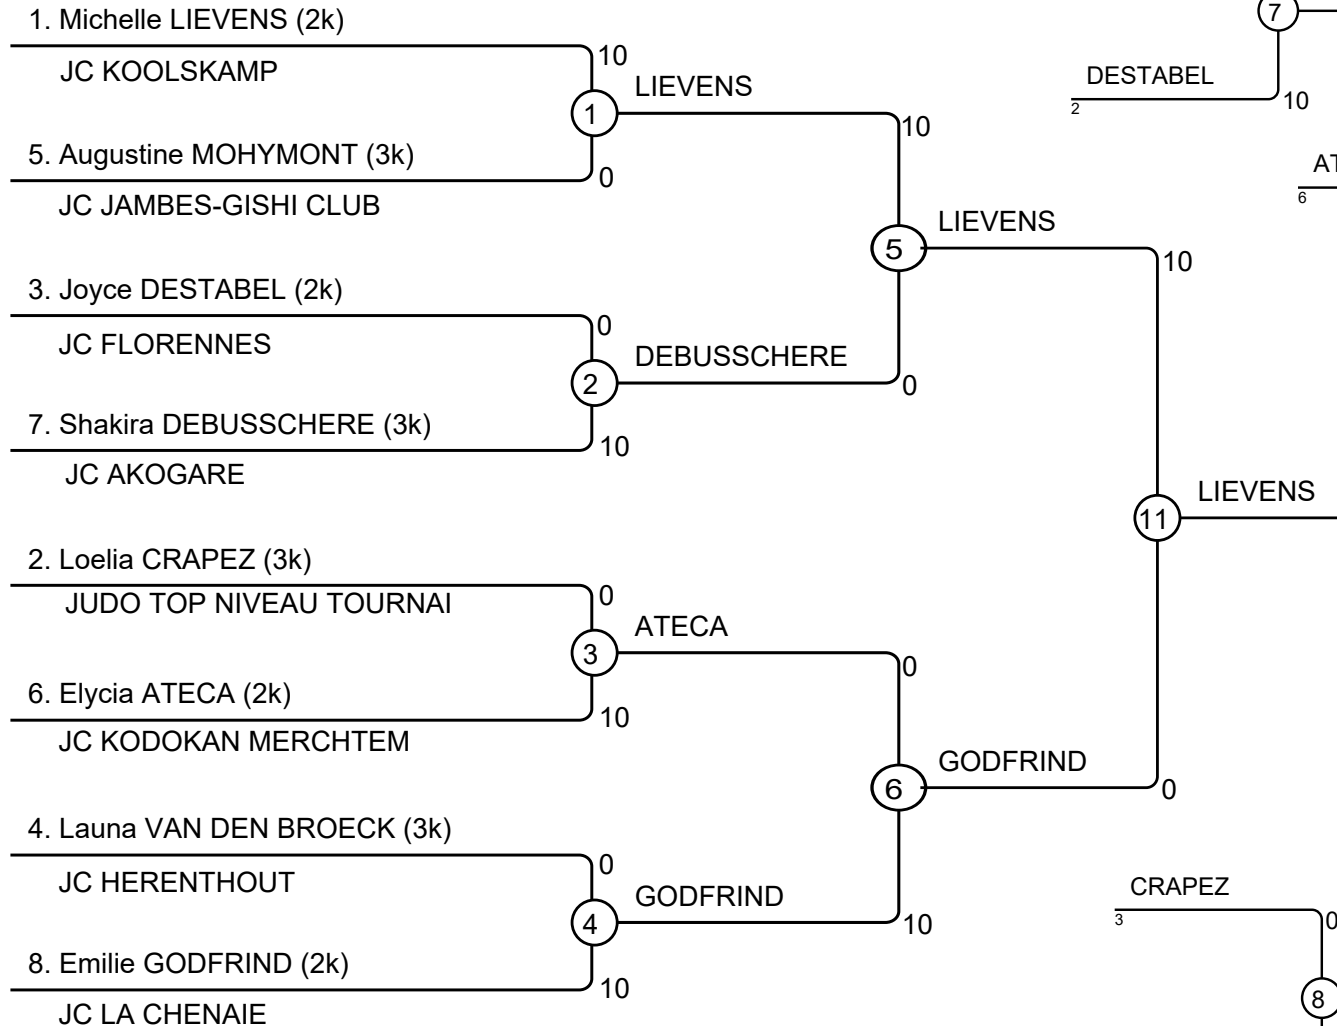 1. Michelle LIEVENS (2k)
JC KOOLSKAMP
10
1
LIEVENS
5. Augustine MOHYMONT (3k)
0
JC JAMBES-GISHI CLUB
10
5
LIEVENS
3. Joyce DESTABEL (2k)
0
JC FLORENNES
2
DEBUSSCHERE
0
7. Shakira DEBUSSCHERE (3k)
10
JC AKOGARE
10
11
LIEVENS
2. Loelia CRAPEZ (3k)
0
JUDO TOP NIVEAU TOURNAI
3
ATECA
0
6. Elycia ATECA (2k)
10
JC KODOKAN MERCHTEM
6
GODFRIND
0
4. Launa VAN DEN BROECK (3k)
0
JC HERENTHOUT
4
GODFRIND
10
8. Emilie GODFRIND (2k)
10
JC LA CHENAIE
7
DESTABEL
2
10
AT
6
CRAPEZ
3
0
8